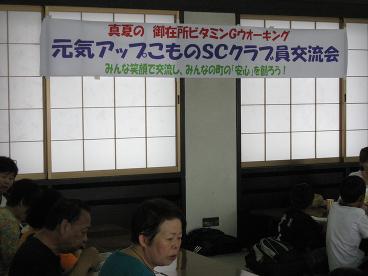 真夏の 御在所ビタミンGウオーキング
元気アップこものSCクラブ員交流会
みんな笑顔で交流し、みんなの町の「安心」を創ろう！